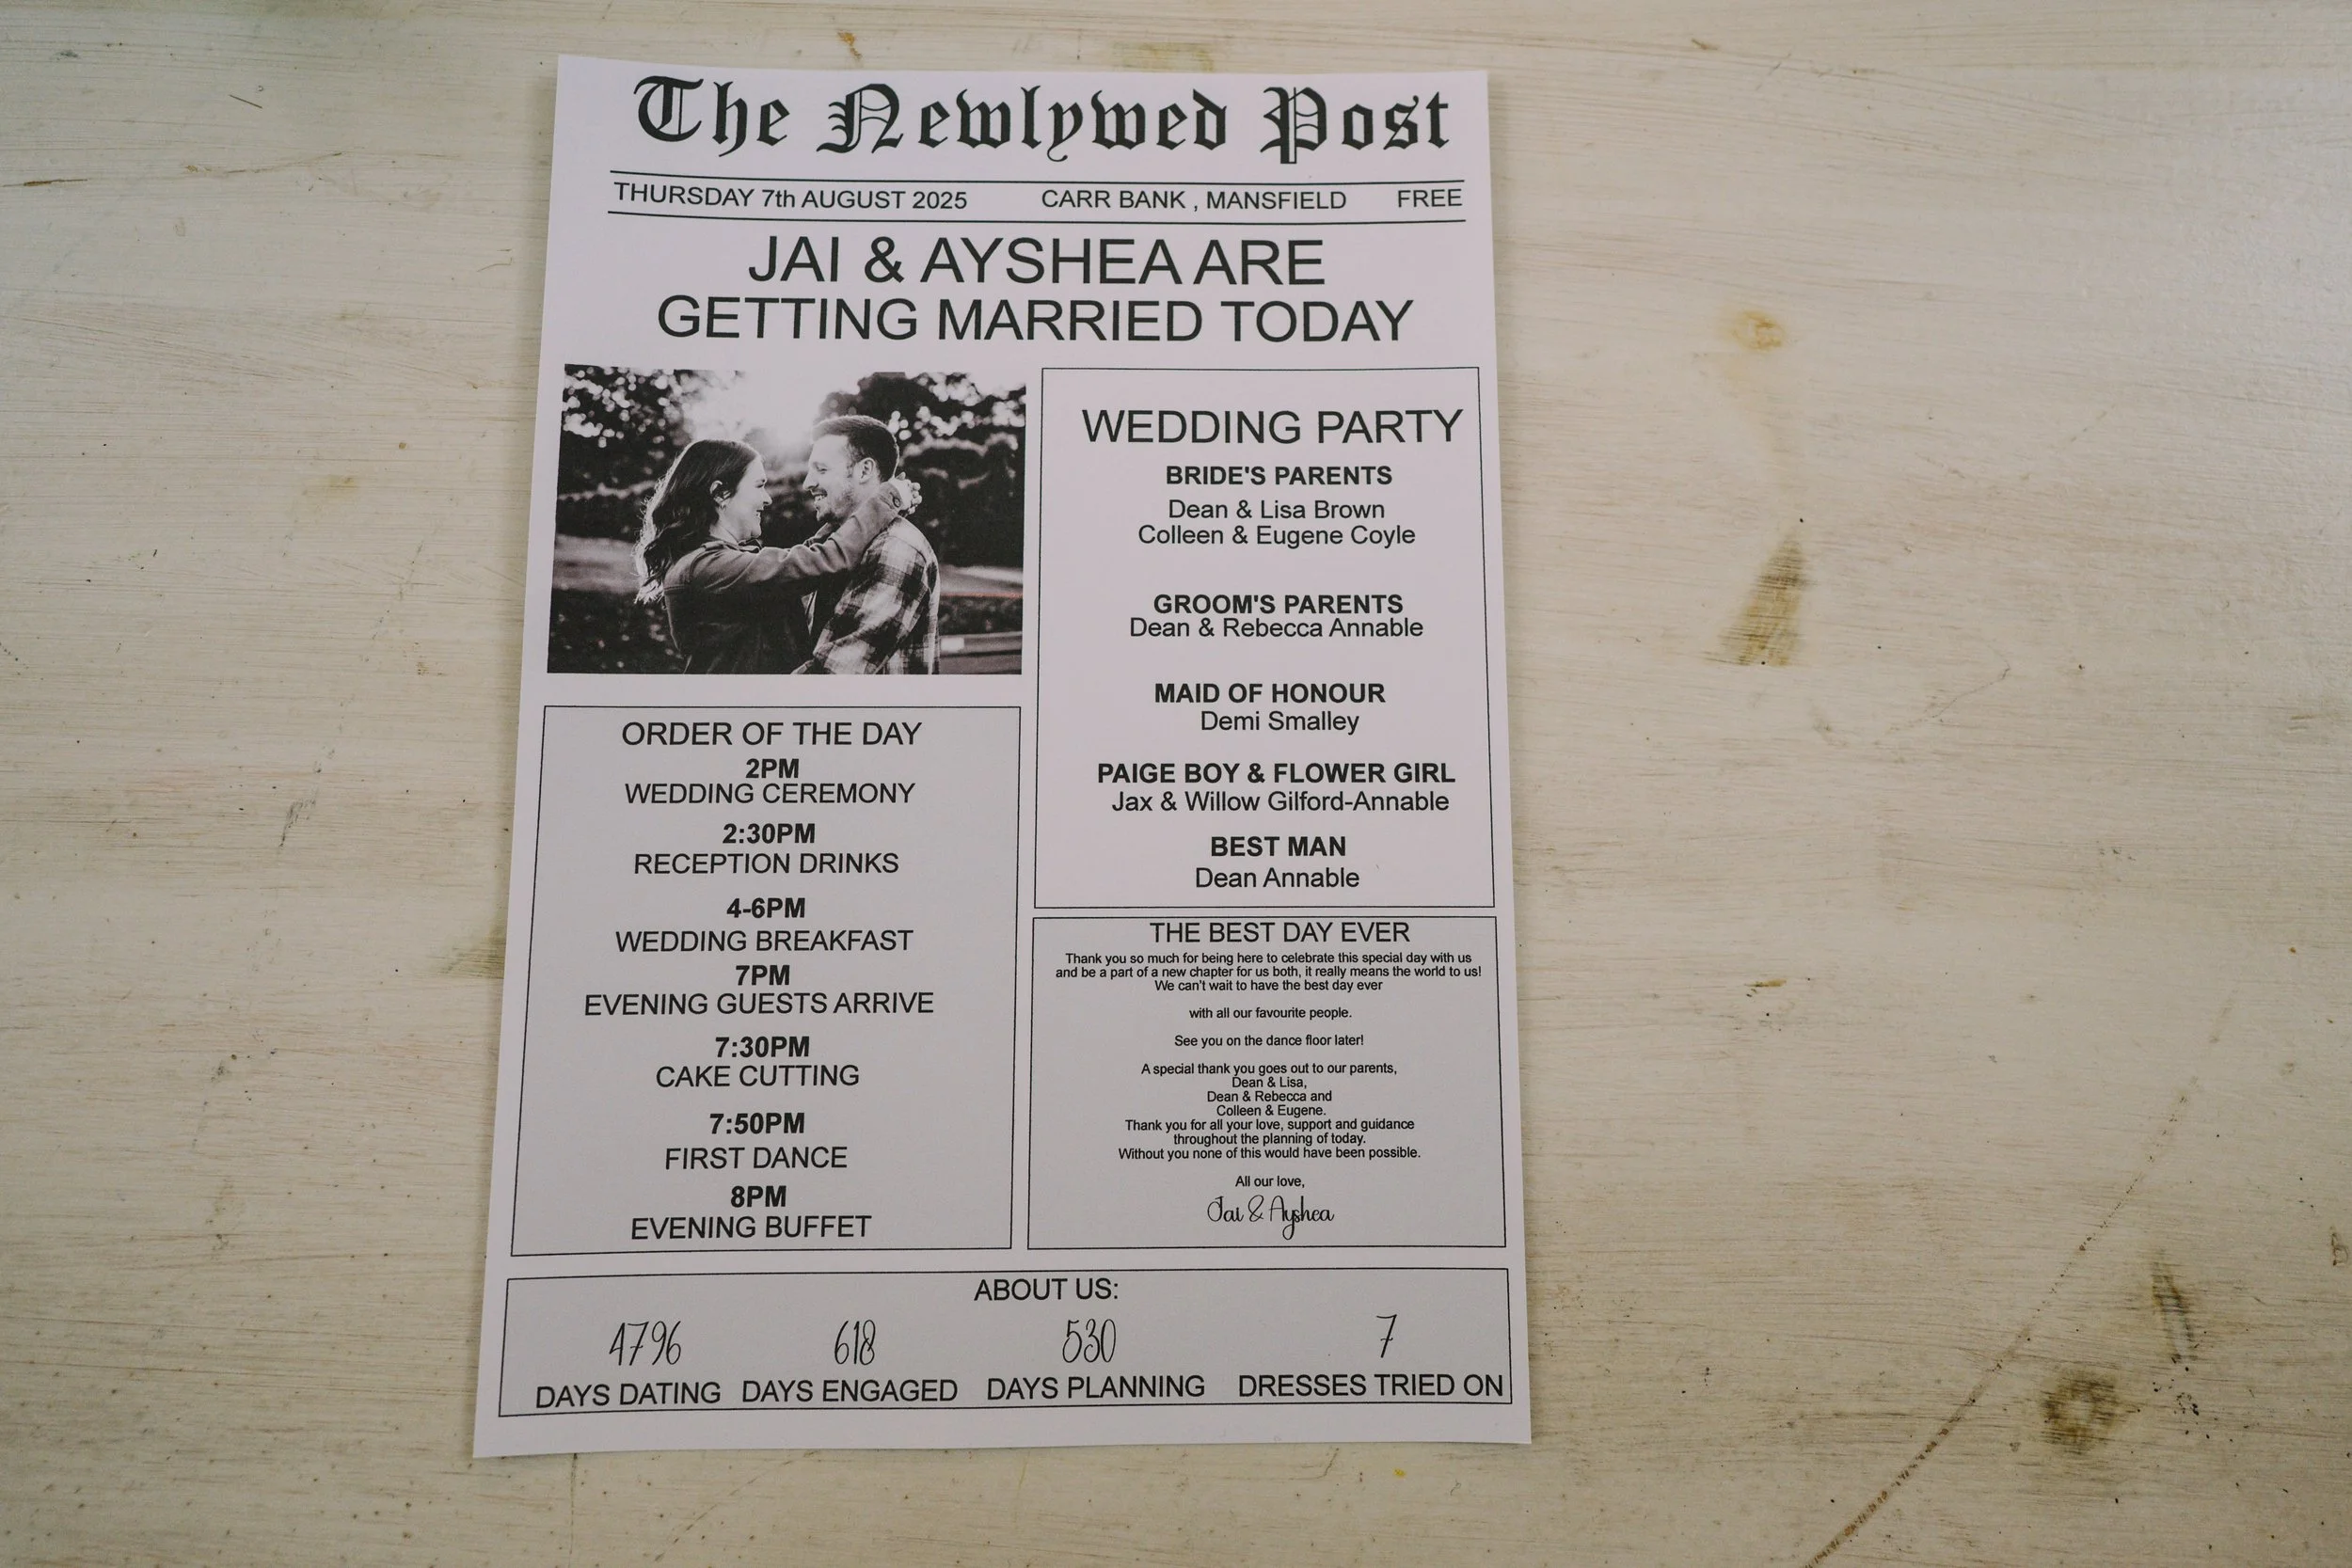 The Newlywed Post
THURSDAY 7th AUGUST 2025 CARR BANK , MANSFIELD FREE
JAI & AYSHEA ARE
GETTING MARRIED TODAY
ORDER OF THE DAY
2PM
WEDDING CEREMONY
2:30PM
RECEPTION DRINKS
4-6PM
WEDDING BREAKFAST
7PM
EVENING GUESTS ARRIVE
7:30PM
CAKE CUTTING
7:50PM
FIRST DANCE
8PM
EVENING BUFFET
WEDDING PARTY
BRIDE'S PARENTS
Dean & Lisa Brown
Colleen & Eugene Coyle
GROOM'S PARENTS
Dean & Rebecca Annable
MAID OF HONOUR
Demi Smalley
PAIGE BOY & FLOWER GIRL
Jax & Willow Gilford-Annable
BEST MAN
Dean Annable
THE BEST DAY EVER
Thank you so much for being here to celebrate this special day with us
and be a part of a new chapter for us both, it really means the world to us!
We can't wait to have the best day ever
with all our favourite people.
See you on the dance floor later!
A special thank you goes out to our parents,
Dean & Lisa,
Dean & Rebecca and
Colleen & Eugene.
Thank you for all your love, support and guidance
throughout the planning of today.
Without you none of this would have been possible.
All our love,
Jai & Ayshea
ABOUT US:
4796 618 530 7
DAYS DATING DAYS ENGAGED DAYS PLANNING DRESSES TRIED ON